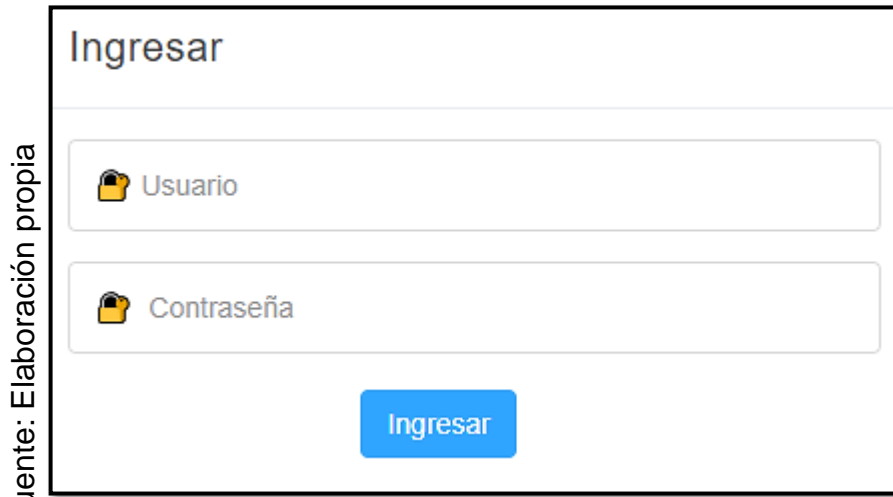 Ingresar
Usuario
Contraseña
Ingresar
uente: Elaboración propia